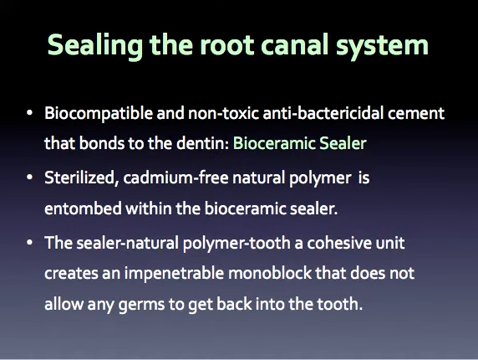 Sealing the root canal system
• Biocompatible and non-toxic anti-bactericidal cement
that bonds to the dentin: Bioceramic Sealer
• Sterilized, cadmium-free natural polymer is
entombed within the bioceramic sealer.
• The sealer-natural polymer-tooth a cohesive unit
creates an impenetrable monoblock that does not
allow any germs to get back into the tooth.